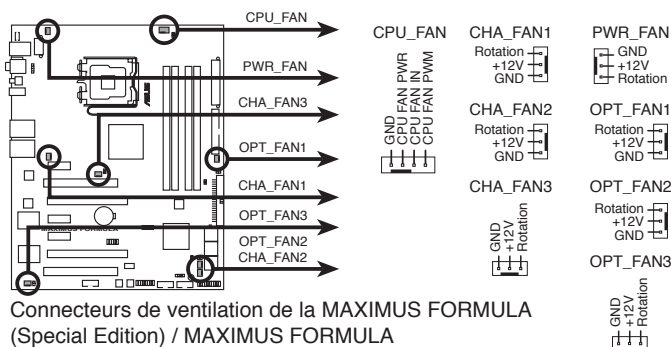 CPU_FAN
PWR_FAN
CHA_FAN3
OPT_FAN1
CHA_FAN1
OPT_FAN3
OPT_FAN2
CHA_FAN2
ASUS
MAXIMUS FORMULA
CPU_FAN
GND
CPU FAN PWR
CPU FAN IN
CPU FAN PWM
CHA_FAN1
Rotation
+12V
GND
PWR_FAN
GND
+12V
Rotation
CHA_FAN2
Rotation
+12V
GND
OPT_FAN1
Rotation
+12V
GND
CHA_FAN3
GND
+12V
Rotation
OPT_FAN2
Rotation
+12V
GND
OPT_FAN3
GND
+12V
Rotation
Connecteurs de ventilation de la MAXIMUS FORMULA
(Special Edition) / MAXIMUS FORMULA